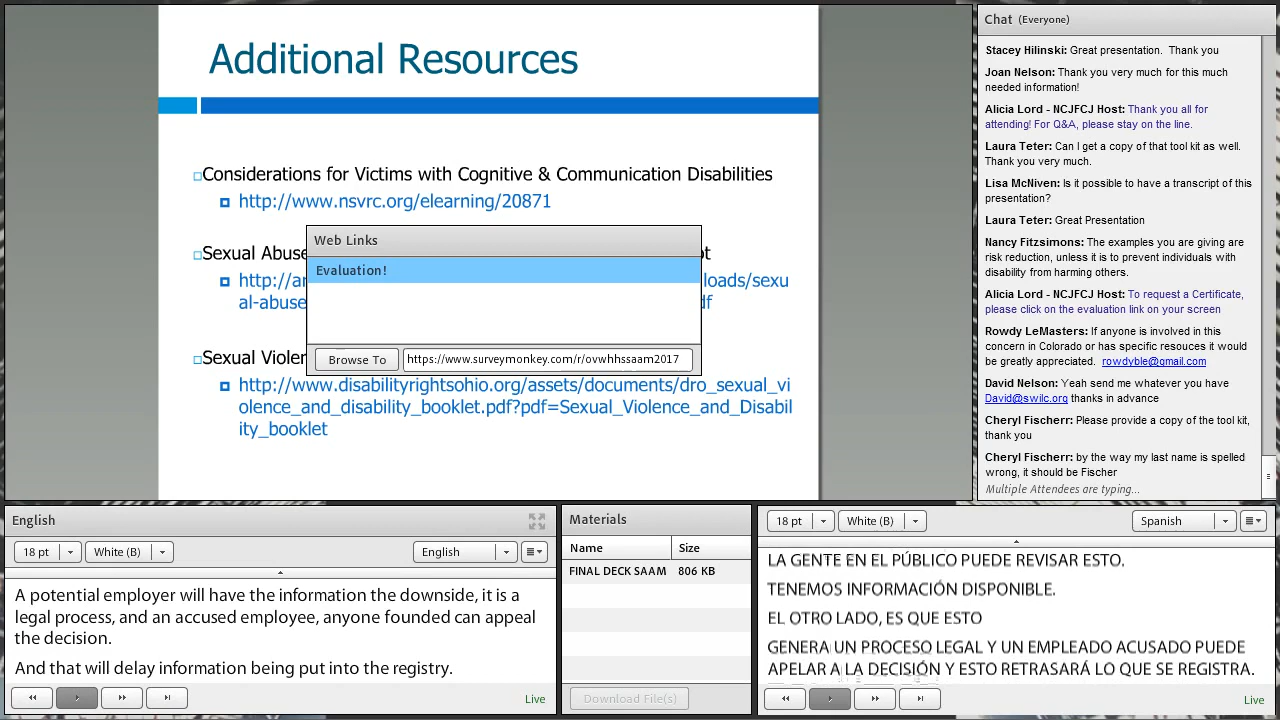 Additional Resources
Considerations for Victims with Cognitive & Communication Disabilities
http://www.nsvrc.org/elearning/20871
Sexual Abuse
http://ar loads/sexu
al-abuse df
Sexual Violen
http://www.disabilityrightsohio.org/assets/documents/dro_sexual_vi
olence_and_disability_booklet.pdf?pdf=Sexual_Violence_and_Disabil
ity_booklet
Web Links
Evaluation!
Browse To https://www.surveymonkey.com/r/ovwhhssaam2017
Chat (Everyone)
Stacey Hilinski: Great presentation. Thank you
Joan Nelson: Thank you very much for this much
needed information!
Alicia Lord - NCJFCJ Host: Thank you all for
attending! For Q&A, please stay on the line.
Laura Teter: Can I get a copy of that tool kit as well.
Thank you very much.
Lisa McNiven: Is it possible to have a transcript of this
presentation?
Laura Teter: Great Presentation
Nancy Fitzsimons: The examples you are giving are
risk reduction, unless it is to prevent individuals with
disability from harming others.
Alicia Lord - NCJFCJ Host: To request a Certificate,
please click on the evaluation link on your screen
Rowdy LeMasters: If anyone is involved in this
concern in Colorado or has specific resouces it would
be greatly appreciated. rowdyble@gmail.com
David Nelson: Yeah send me whatever you have
David@swilc.org thanks in advance
Cheryl Fischerr: Please provide a copy of the tool kit,
thank you
Cheryl Fischerr: by the way my last name is spelled
wrong, it should be Fischer
Multiple Attendees are typing...
English
18 pt White (B) English
A potential employer will have the information the downside, it is a
legal process, and an accused employee, anyone founded can appeal
the decision.
And that will delay information being put into the registry.
Live
Materials
Name Size
FINAL DECK SAAM 806 KB
Download File(s)
18 pt White (B) Spanish
LA GENTE EN EL PÚBLICO PUEDE REVISAR ESTO.
TENEMOS INFORMACIÓN DISPONIBLE.
EL OTRO LADO, ES QUE ESTO
GENERA UN PROCESO LEGAL Y UN EMPLEADO ACUSADO PUEDE
APELAR A LA DECISIÓN Y ESTO RETRASARÁ LO QUE SE REGISTRA.
Live